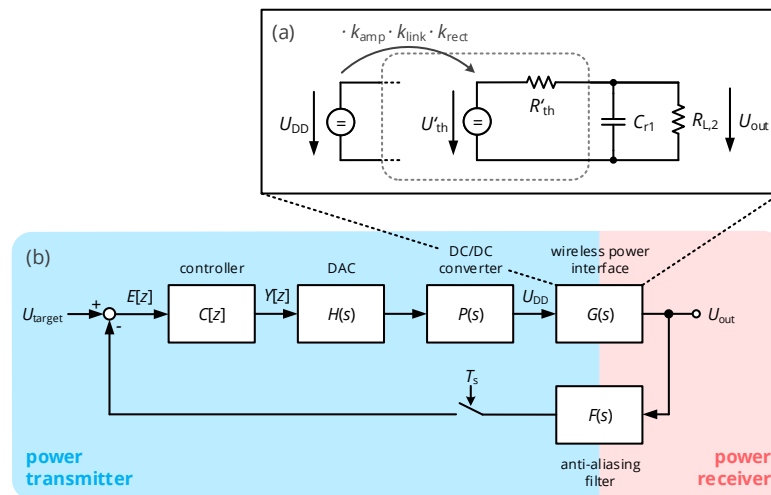 (a)
· k_amp · k_link · k_rect
U_DD
=
U'_th
=
R'_th
C_r1
R_L,2
U_out
(b)
controller
DAC
DC/DC
converter
wireless power
interface
U_target
+
-
E[z]
C[z]
Y[z]
H(s)
P(s)
U_DD
G(s)
U_out
T_s
F(s)
anti-aliasing
filter
power
transmitter
power
receiver